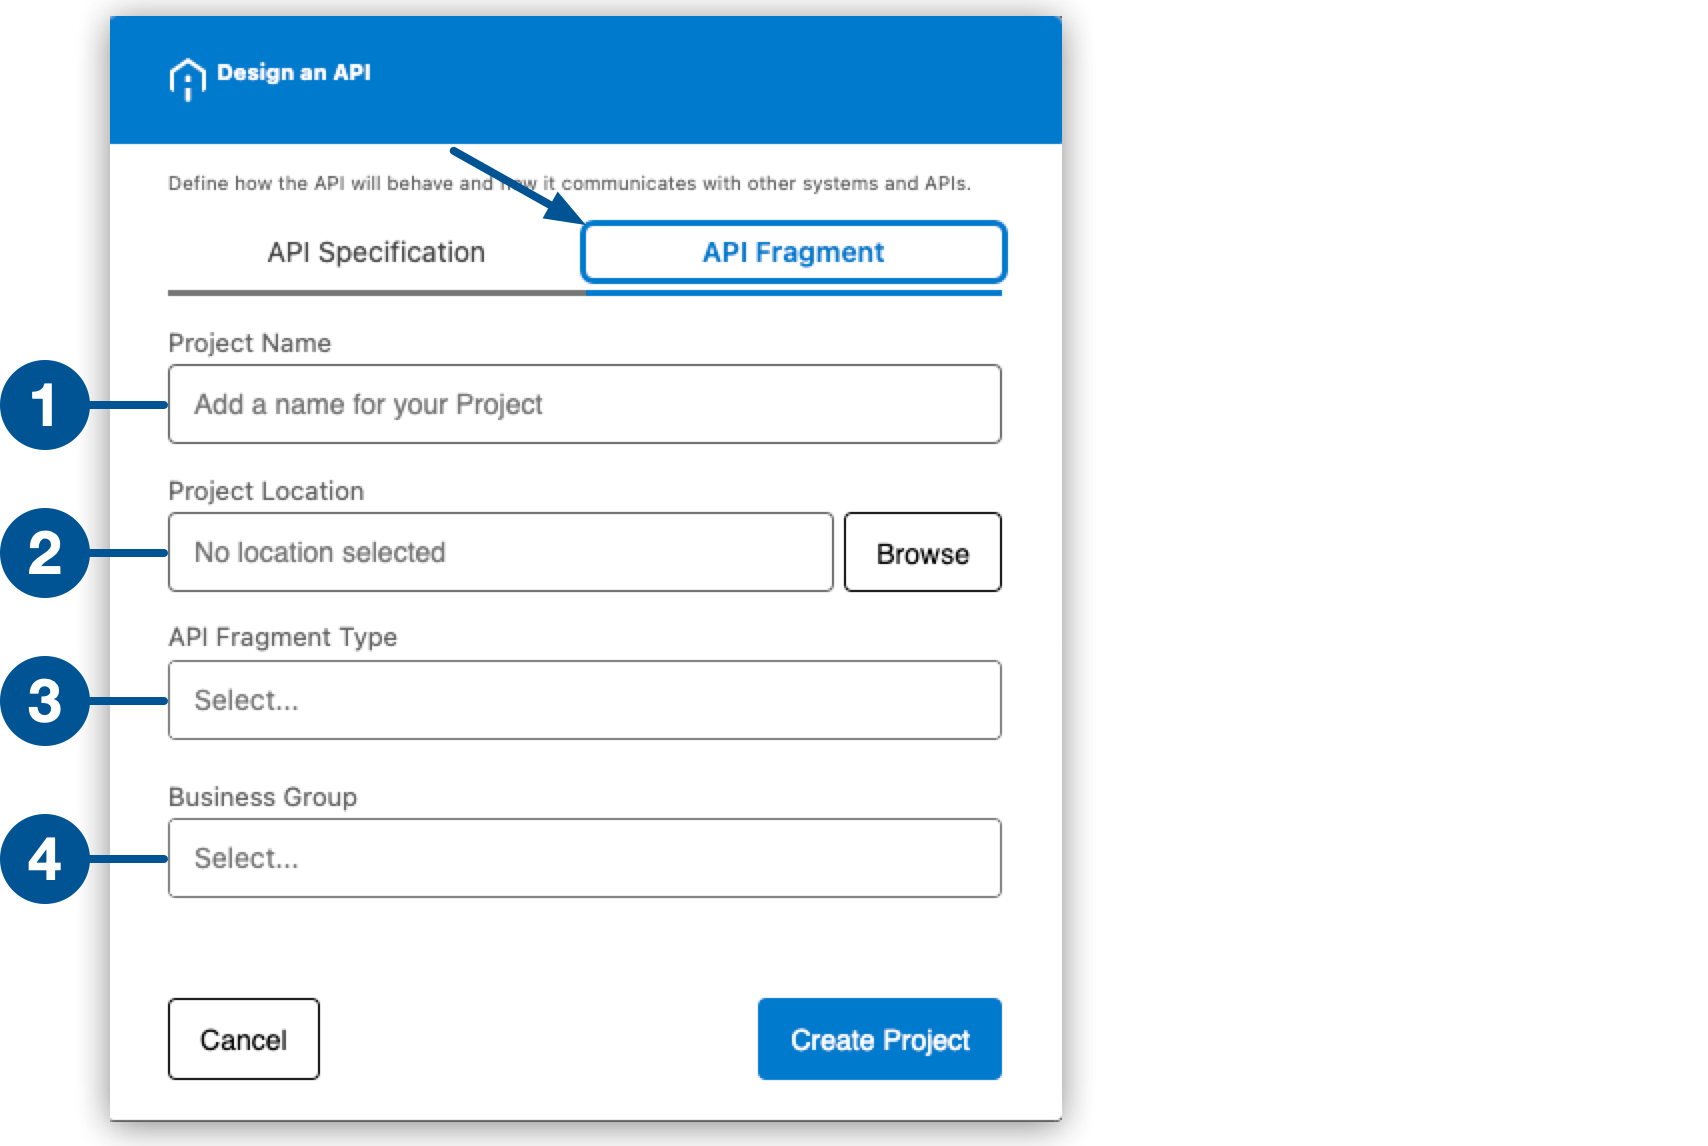 Design an API
Define how the API will behave and how it communicates with other systems and APIs.
API Specification
API Fragment
Project Name
1
Add a name for your Project
Project Location
2
No location selected
Browse
API Fragment Type
3
Select...
Business Group
4
Select...
Cancel
Create Project